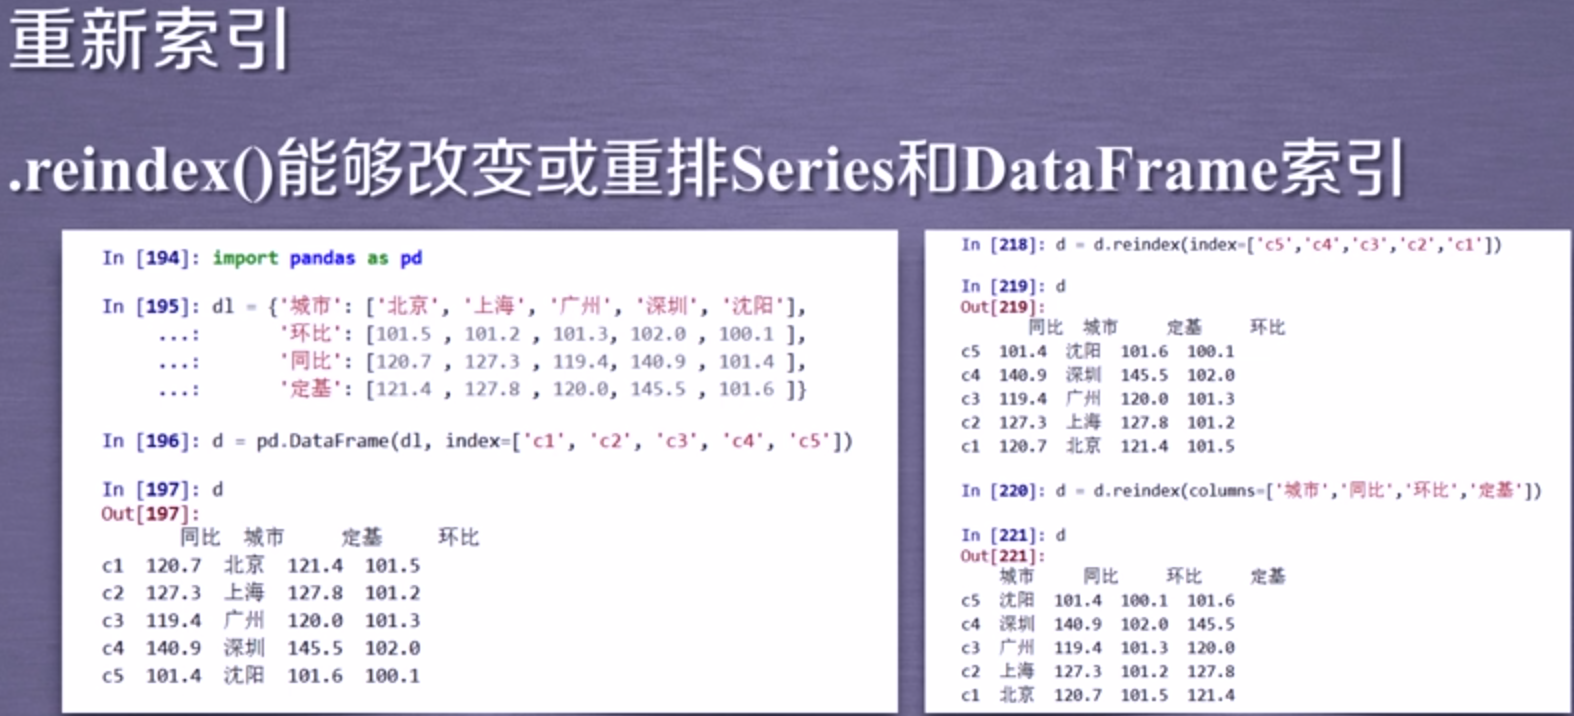 重新索引
.reindex()能够改变或重排Series和DataFrame索引
In [194]: import pandas as pd
In [195]: dl = {'城市': ['北京', '上海', '广州', '深圳', '沈阳'],
...: '环比': [101.5 , 101.2 , 101.3, 102.0 , 100.1 ],
...: '同比': [120.7 , 127.3 , 119.4, 140.9 , 101.4 ],
...: '定基': [121.4 , 127.8 , 120.0, 145.5 , 101.6 ]}
In [196]: d = pd.DataFrame(dl, index=['c1', 'c2', 'c3', 'c4', 'c5'])
In [197]: d
Out[197]:
同比 城市 定基 环比
c1 120.7 北京 121.4 101.5
c2 127.3 上海 127.8 101.2
c3 119.4 广州 120.0 101.3
c4 140.9 深圳 145.5 102.0
c5 101.4 沈阳 101.6 100.1
In [218]: d = d.reindex(index=['c5','c4','c3','c2','c1'])
In [219]: d
Out[219]:
同比 城市 定基 环比
c5 101.4 沈阳 101.6 100.1
c4 140.9 深圳 145.5 102.0
c3 119.4 广州 120.0 101.3
c2 127.3 上海 127.8 101.2
c1 120.7 北京 121.4 101.5
In [220]: d = d.reindex(columns=['城市','同比','环比','定基'])
In [221]: d
Out[221]:
城市 同比 环比 定基
c5 沈阳 101.4 100.1 101.6
c4 深圳 140.9 102.0 145.5
c3 广州 119.4 101.3 120.0
c2 上海 127.3 101.2 127.8
c1 北京 120.7 101.5 121.4